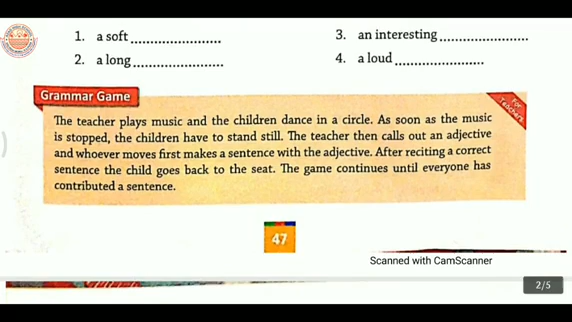 1. a soft ........................
3. an interesting ........................
2. a long ........................
4. a loud ........................
Grammar Game
For Teachers
The teacher plays music and the children dance in a circle. As soon as the music
is stopped, the children have to stand still. The teacher then calls out an adjective
and whoever moves first makes a sentence with the adjective. After reciting a correct
sentence the child goes back to the seat. The game continues until everyone has
contributed a sentence.
47
Scanned with CamScanner
2/5